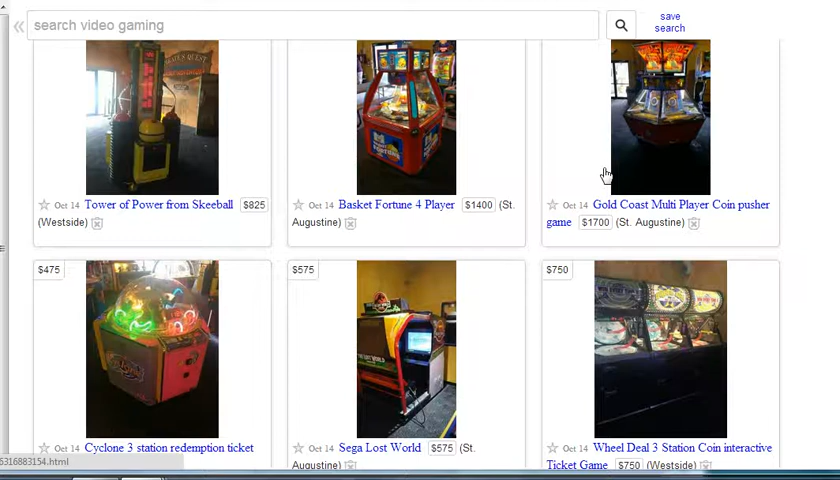 search video gaming
save
search
Oct 14 Tower of Power from Skeeball $825
(Westside)
Oct 14 Basket Fortune 4 Player $1400 (St.
Augustine)
Oct 14 Gold Coast Multi Player Coin pusher
game $1700 (St. Augustine)
$475
$575
$750
Oct 14 Cyclone 3 station redemption ticket
Oct 14 Sega Lost World $575 (St.
Augustine)
Oct 14 Wheel Deal 3 Station Coin interactive
Ticket Game $750 (Westside)
6316883154.html